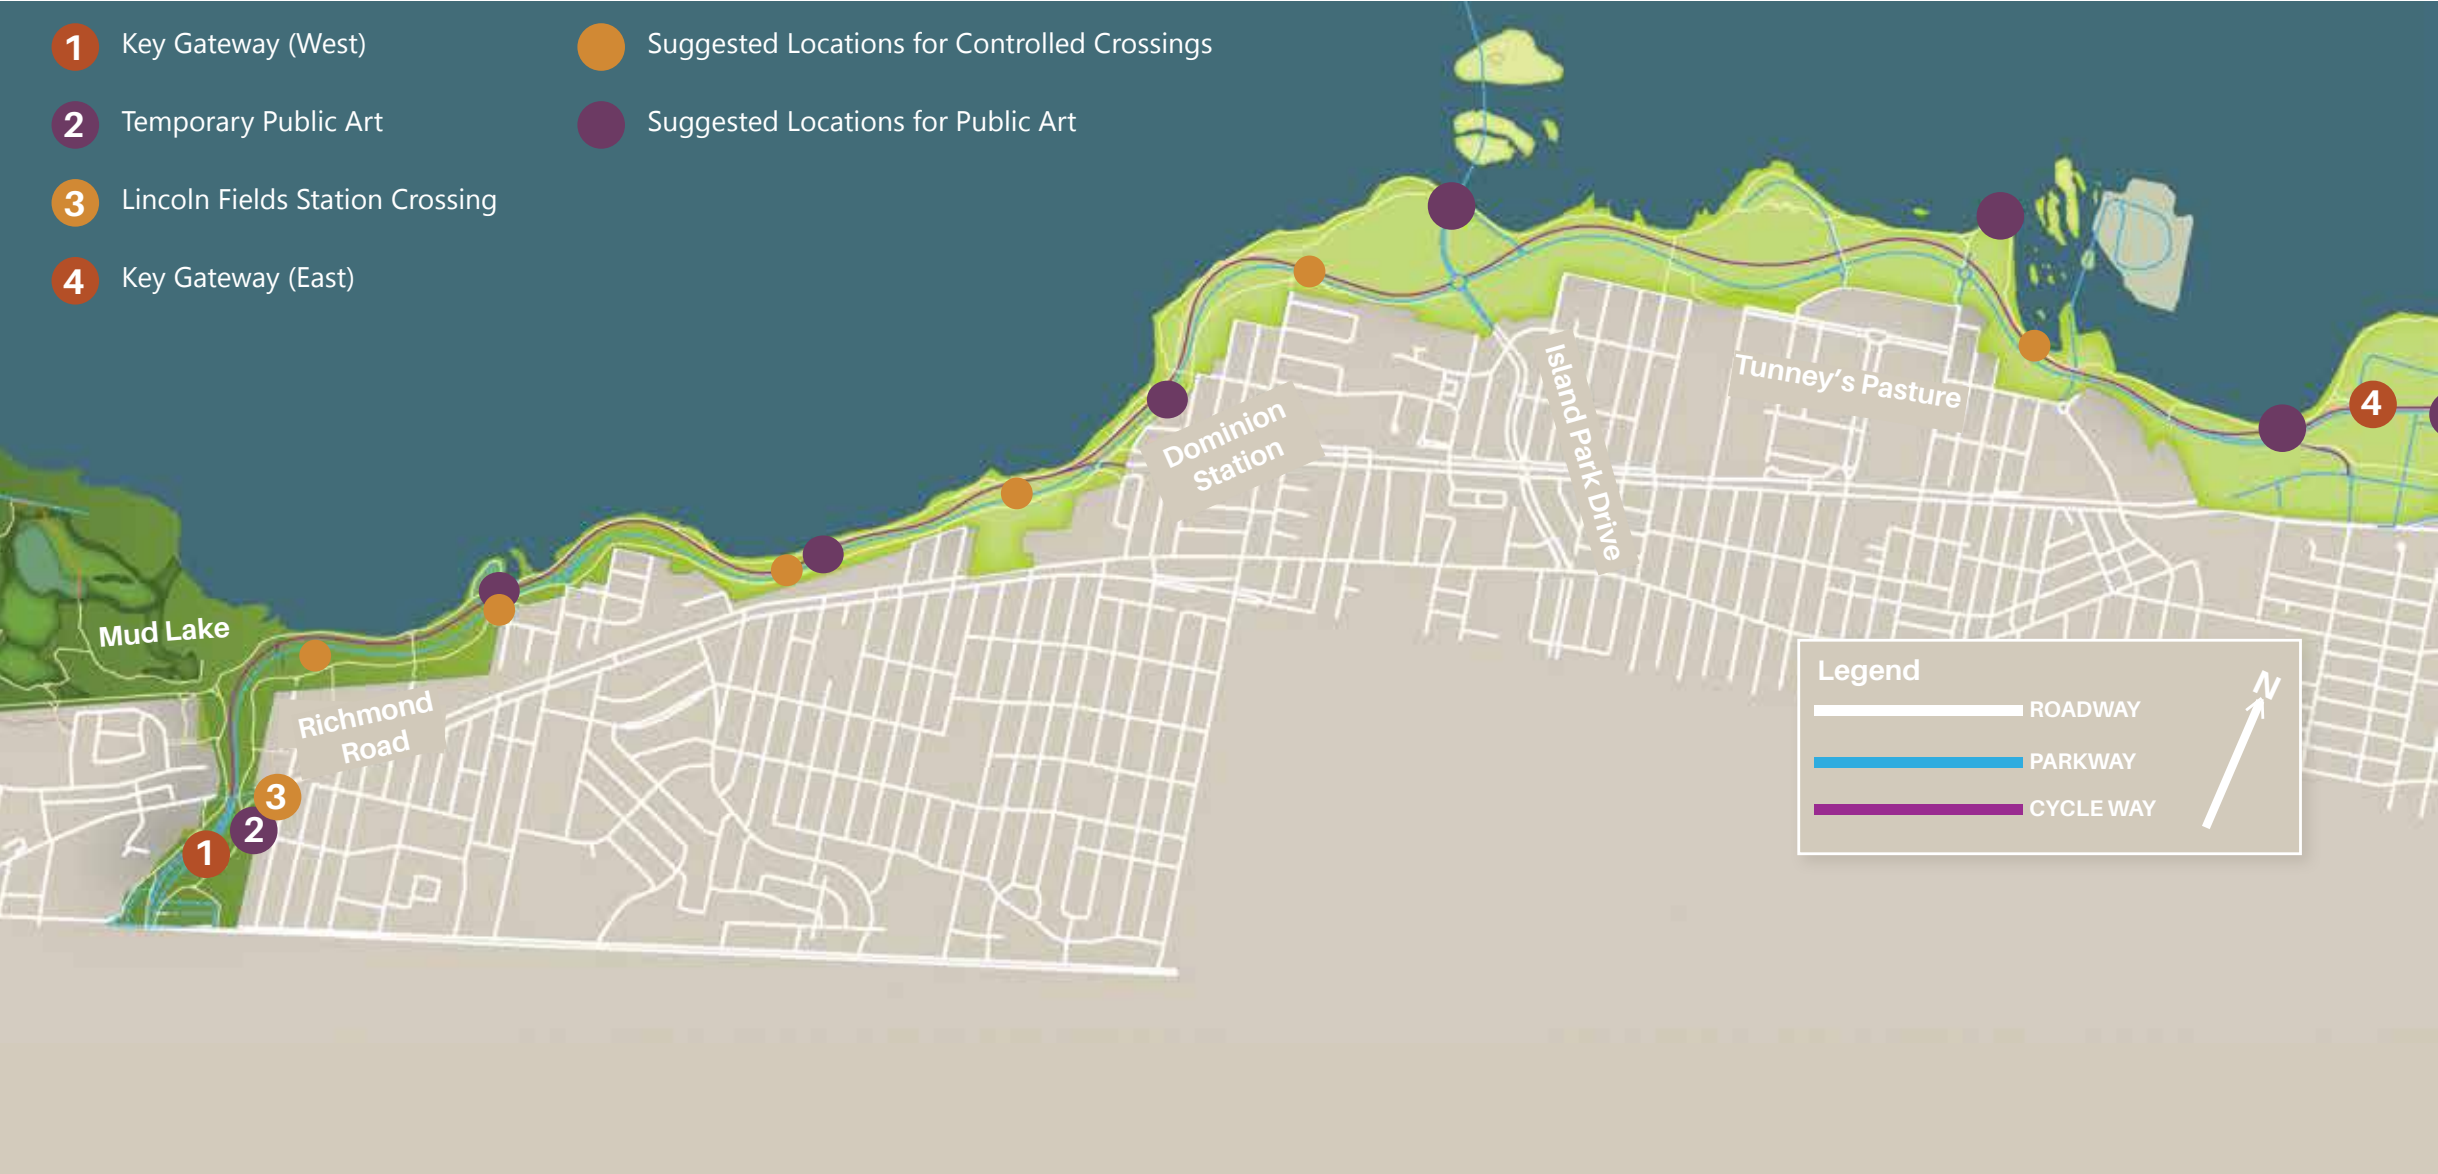 1 Key Gateway (West)
2 Temporary Public Art
3 Lincoln Fields Station Crossing
4 Key Gateway (East)
Suggested Locations for Controlled Crossings
Suggested Locations for Public Art
Mud Lake
Richmond
Road
Dominion
Station
Island Park Drive
Tunney's Pasture
1
2
3
4
Legend
ROADWAY
PARKWAY
CYCLE WAY
N